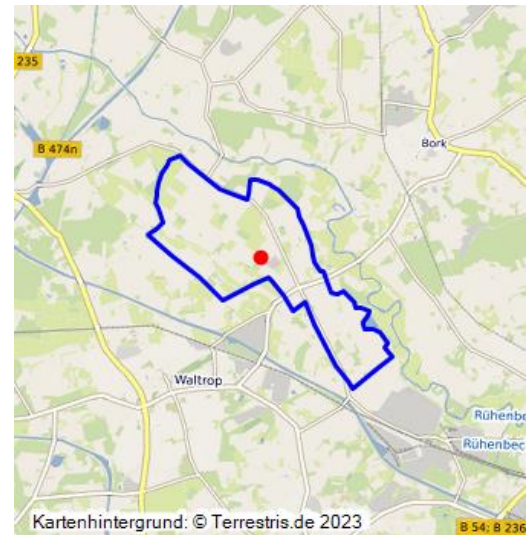 235
B 474n
Bork
Waltrop
Rühenbe
Rühenbec
B 54; B 236
Kartenhintergrund: © Terrestris.de 2023